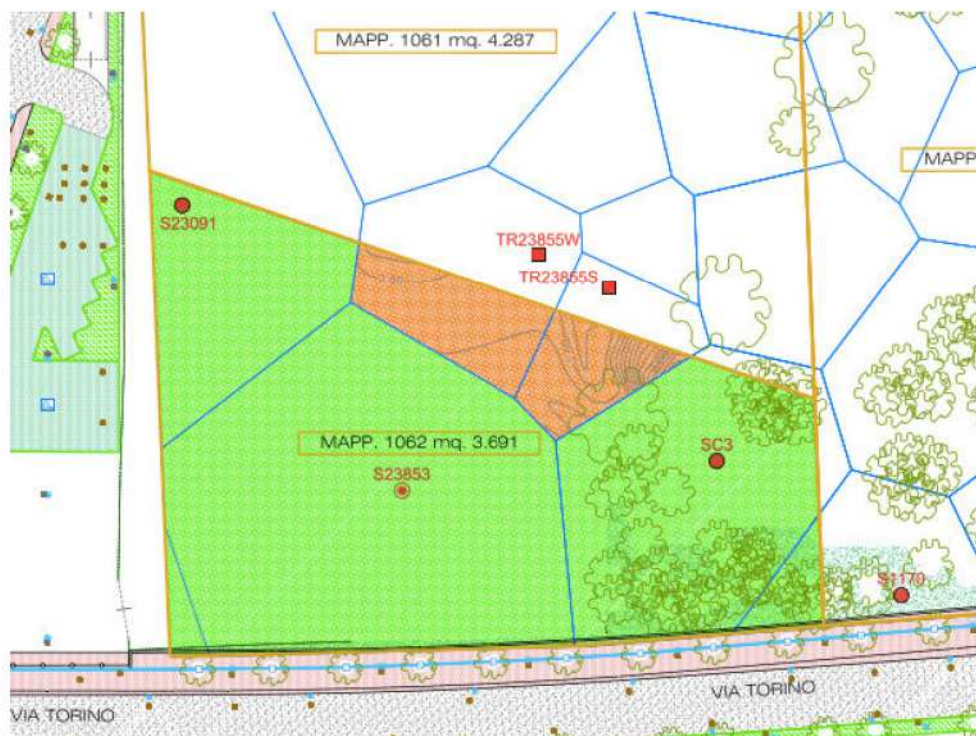 MAPP. 1061 mq. 4.287
MAPP
S23091
TR23855W
TR23855S
MAPP. 1062 mq. 3.691
SC3
S23853
S1170
VIA TORINO
VIA TORINO